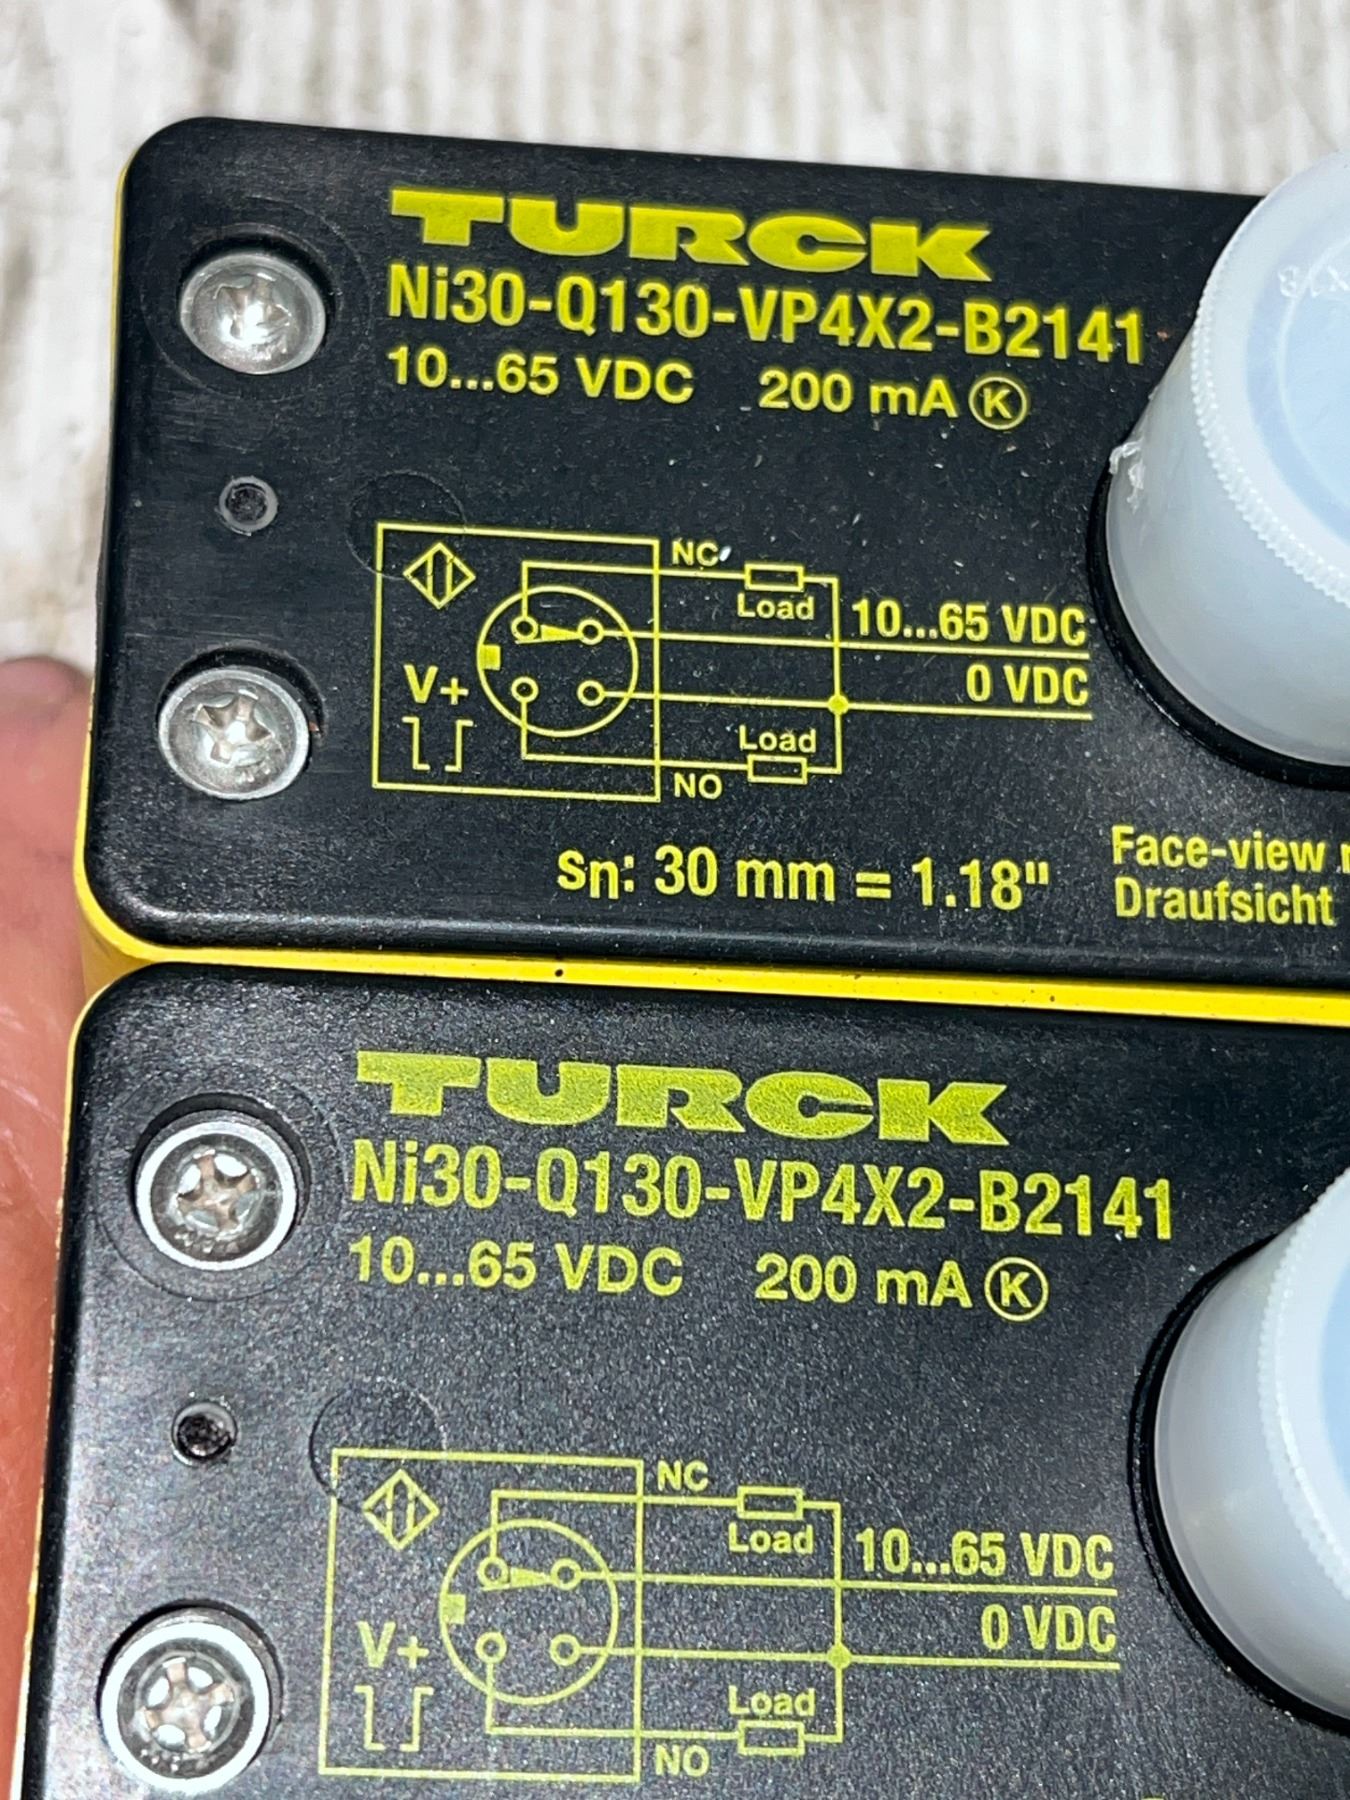 TURCK
Ni30-Q130-VP4X2-B2141
10...65 VDC 200 mA K
NC
Load
10...65 VDC
V+
0 VDC
Load
NO
sn: 30 mm = 1.18"
Face-view
Draufsicht
TURCK
Ni30-Q130-VP4X2-B2141
10...65 VDC 200 mA K
NC
Load
10...65 VDC
V+
0 VDC
Load
NO